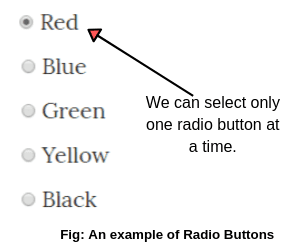 Red
Blue
Green
Yellow
Black
We can select only
one radio button at
a time.
Fig: An example of Radio Buttons